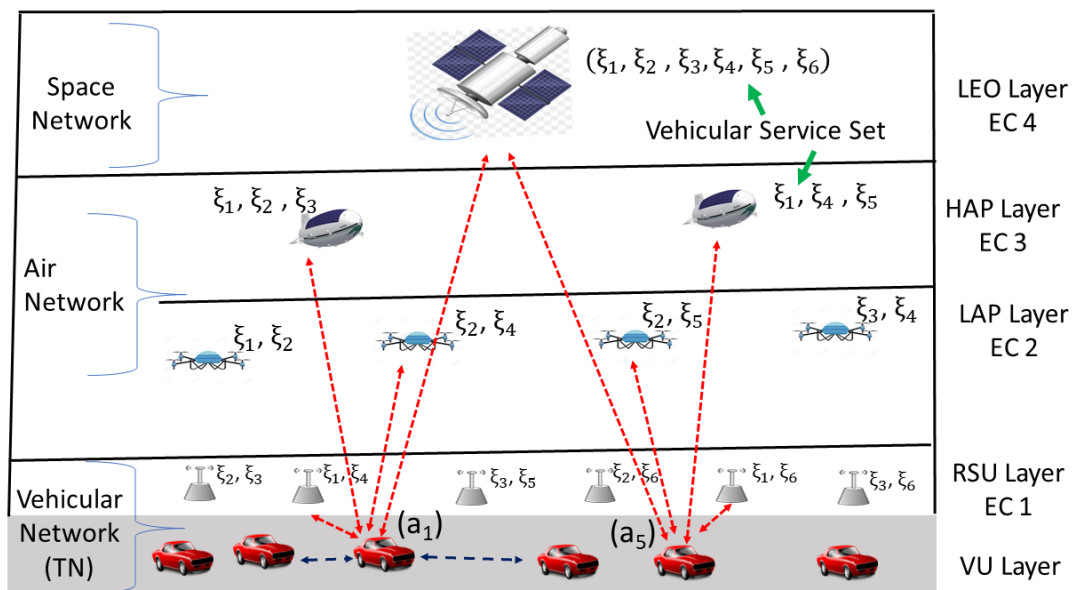 Space
Network
(ξ₁, ξ₂ , ξ₃,ξ₄, ξ₅ , ξ₆)
Vehicular Service Set
LEO Layer
EC 4
Air
Network
ξ₁, ξ₂ , ξ₃
ξ₁, ξ₄ , ξ₅
HAP Layer
EC 3
ξ₁, ξ₂
ξ₂, ξ₄
ξ₂, ξ₅
ξ₃, ξ₄
LAP Layer
EC 2
Vehicular
Network
(TN)
ξ₂, ξ₃
ξ₁, ξ₄
ξ₃, ξ₅
ξ₂, ξ₆
ξ₁, ξ₆
ξ₃, ξ₆
RSU Layer
EC 1
(a₁)
(a₅)
VU Layer